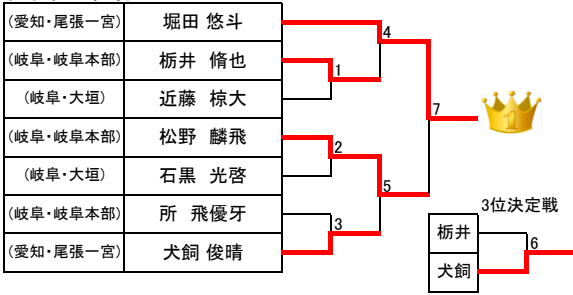 (愛知・尾張一宮) 堀田 悠斗
(岐阜・岐阜本部) 栃井 脩也
(岐阜・大垣) 近藤 椋大
(岐阜・岐阜本部) 松野 麟飛
(岐阜・大垣) 石黒 光啓
(岐阜・岐阜本部) 所 飛優牙
(愛知・尾張一宮) 犬飼 俊晴
4
1
7
1
2
5
3
3位決定戦
栃井
6
犬飼